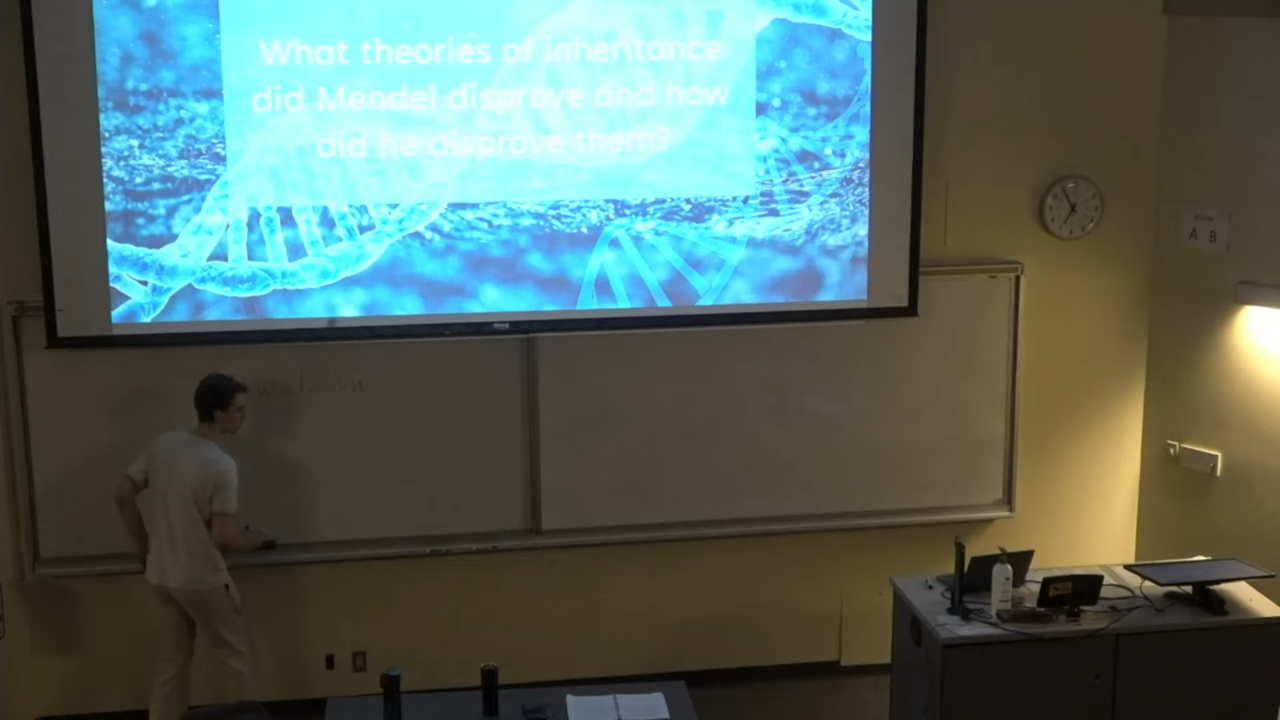 What theories of inheritance
did Mendel disprove and how
did he disprove them?
A B